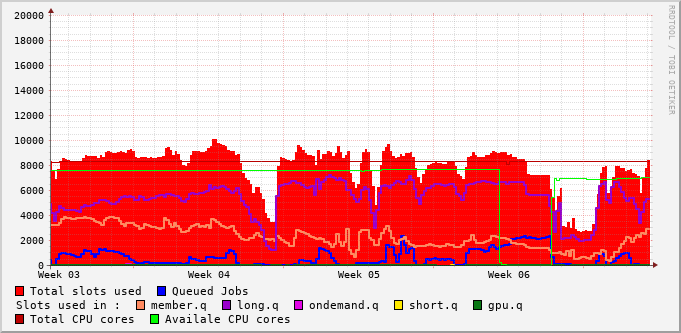 20000
18000
16000
14000
12000
10000
8000
6000
4000
2000
0
Week 03 Week 04 Week 05 Week 06
Total slots used Queued Jobs
Slots used in : member.q long.q ondemand.q short.q gpu.q
Total CPU cores Availale CPU cores
RRDTOOL / TOBI OETIKER